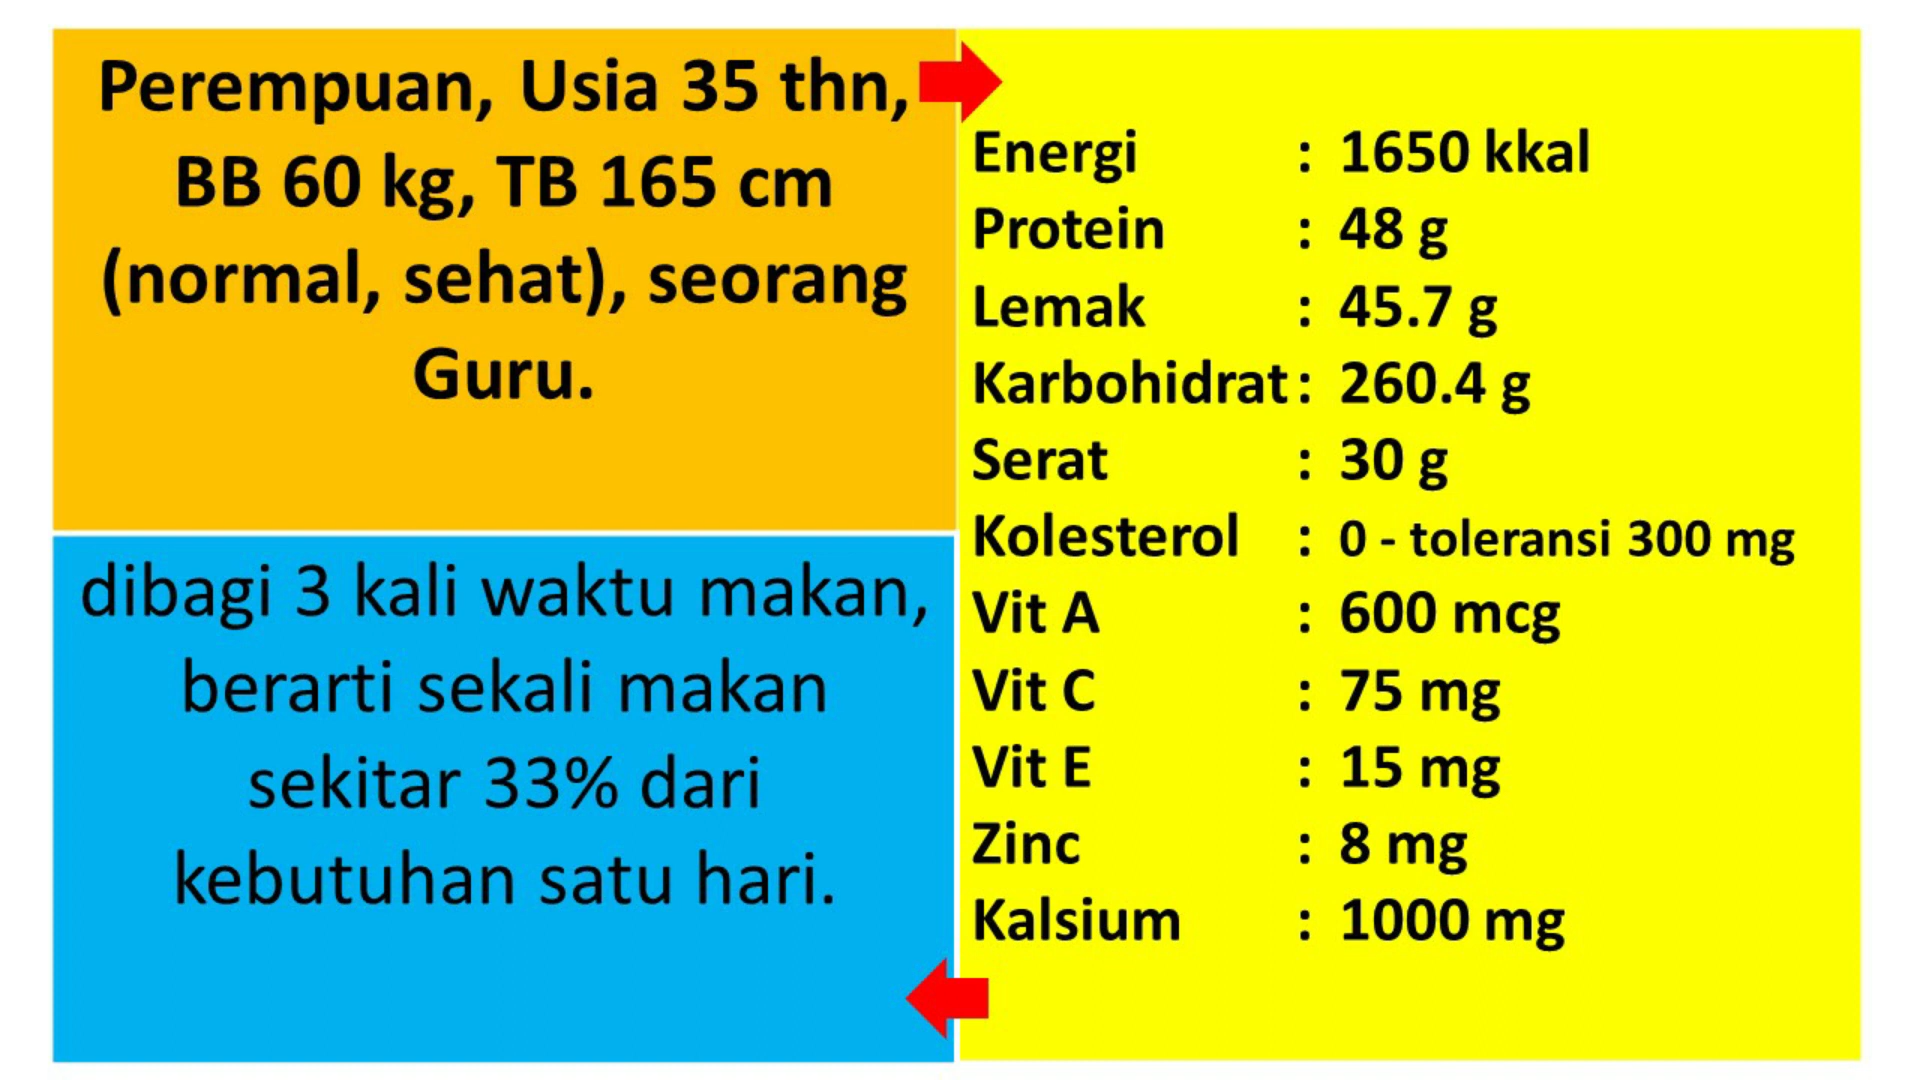 Perempuan, Usia 35 thn,
BB 60 kg, TB 165 cm
(normal, sehat), seorang
Guru.
Energi : 1650 kkal
Protein : 48 g
Lemak : 45.7 g
Karbohidrat : 260.4 g
Serat : 30 g
Kolesterol : 0 - toleransi 300 mg
Vit A : 600 mcg
Vit C : 75 mg
Vit E : 15 mg
Zinc : 8 mg
Kalsium : 1000 mg
dibagi 3 kali waktu makan,
berarti sekali makan
sekitar 33% dari
kebutuhan satu hari.